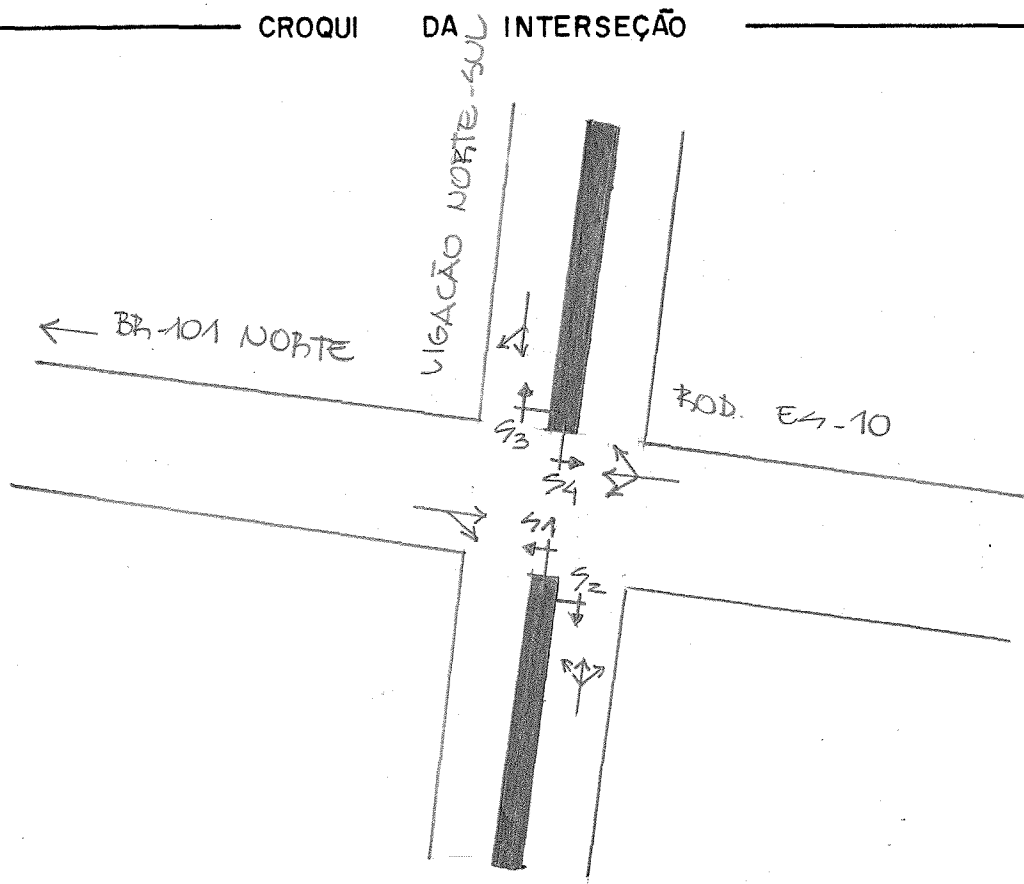 CROQUI DA INTERSEÇÃO
LIGAÇÃO NORTE-SUL
← BR-101 NORTE
ROD. ES-10
S3
S4
S1
S2